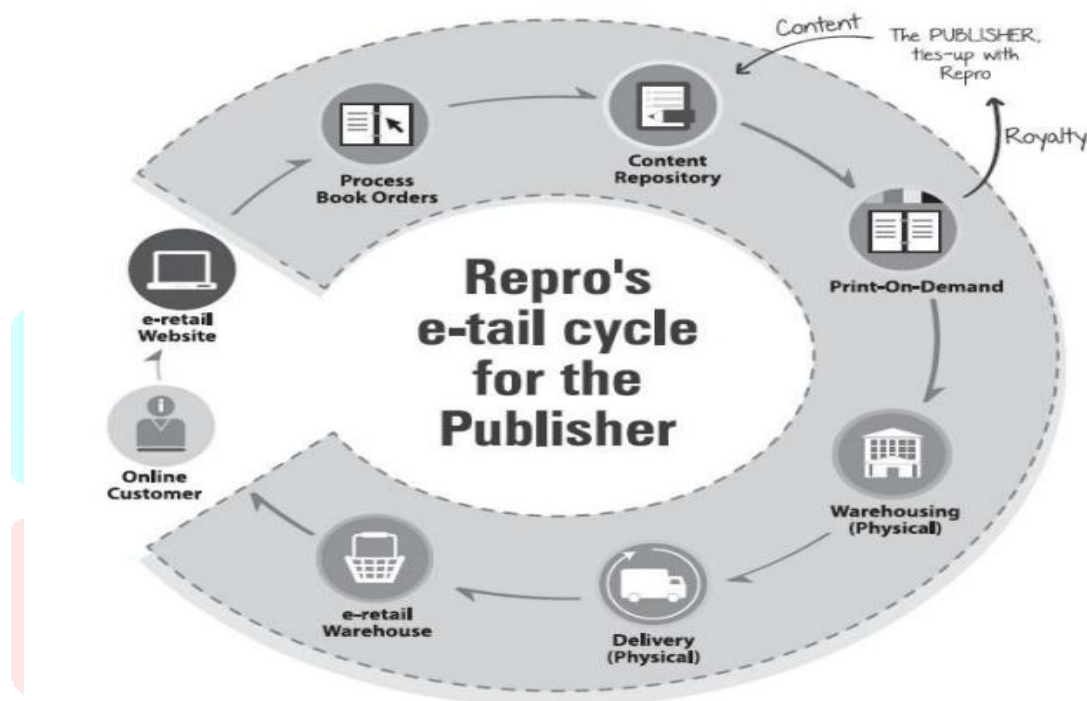 Content
The PUBLISHER,
ties-up with
Repro
Royalty
Process
Book Orders
Content
Repository
Print-On-Demand
e-retail
Website
Online
Customer
Repro's
e-tail cycle
for the
Publisher
Warehousing
(Physical)
e-retail
Warehouse
Delivery
(Physical)